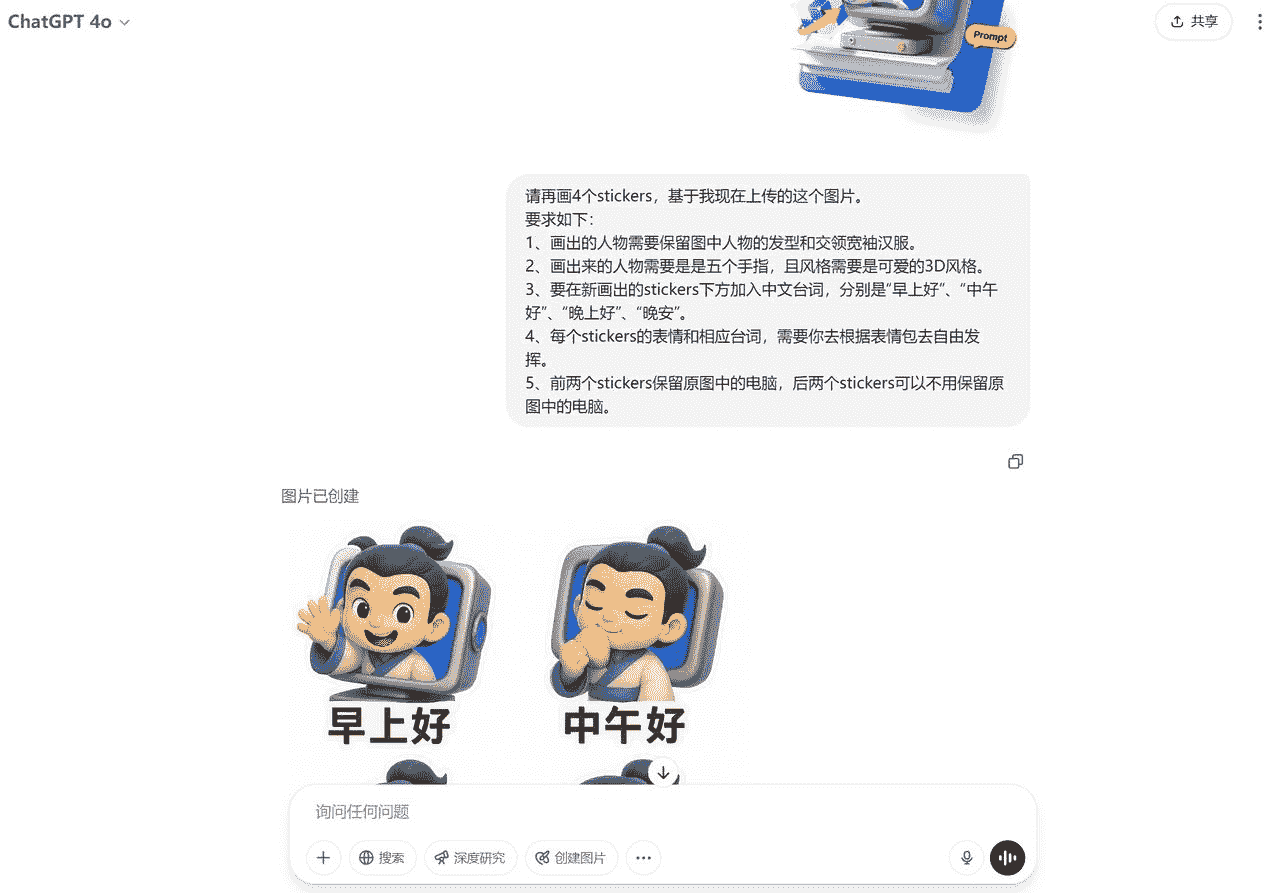 ChatGPT 4o
共享
Prompt
请再画4个stickers，基于我现在上传的这个图片。
要求如下：
1、画出的人物需要保留图中人物的发型和交领宽袖汉服。
2、画出来的人物需要是是五个手指，且风格需要是可爱的3D风格。
3、要在新画出的stickers下方加入中文台词，分别是“早上好”、“中午
好”、“晚上好”、“晚安”。
4、每个stickers的表情和相应台词，需要你去根据表情包去自由发
挥。
5、前两个stickers保留原图中的电脑，后两个stickers可以不用保留原
图中的电脑。
图片已创建
早上好 中午好
询问任何问题
搜索 深度研究 创建图片